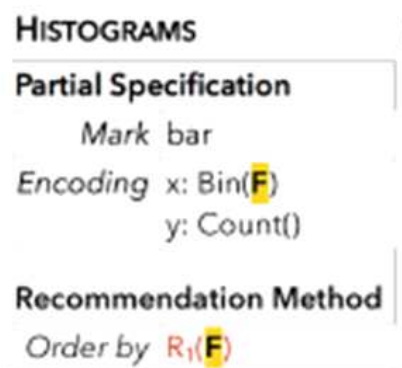 HISTOGRAMS
Partial Specification
Mark bar
Encoding x: Bin(F)
y: Count()
Recommendation Method
Order by R₁(F)